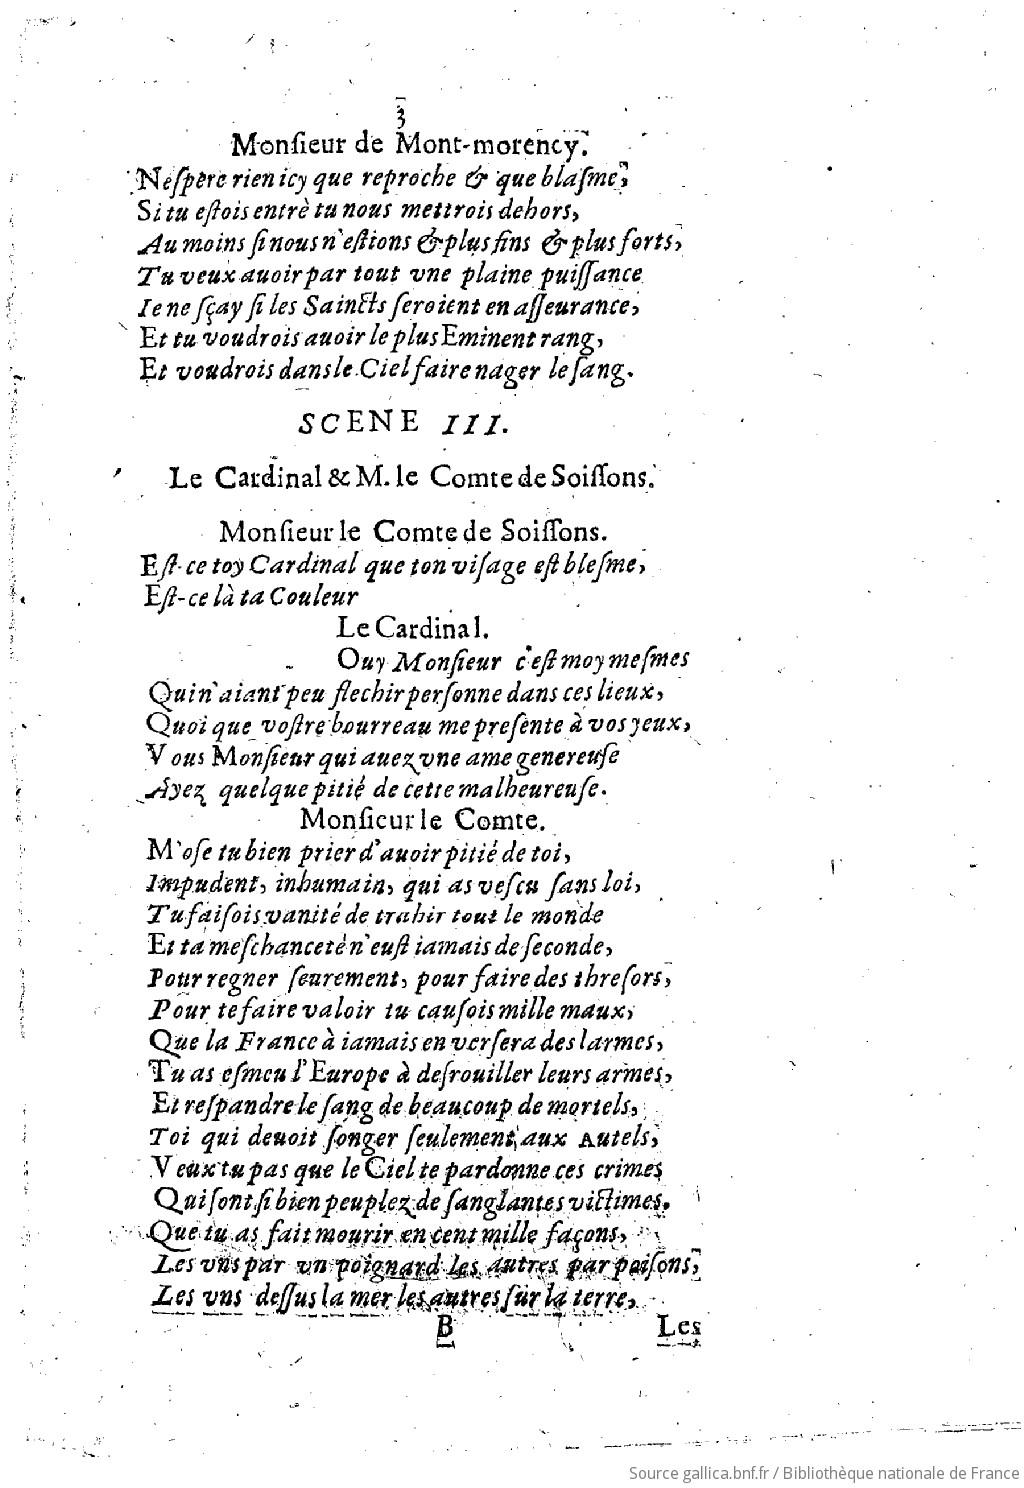 3
Monſieur de Mont-morency.
Neſpere rien icy que reproche & que blaſme,
Si tu eſtois entrè tu nous mettrois dehors,
Au moins ſi nous n'eſtions & plus fins & plus forts,
Tu veux auoir par tout vne plaine puiſſance
Ie ne ſçay ſi les Saincts ſeroient en aſſeurance,
Et tu voudrois auoir le plus Eminent rang,
Et voudrois dans le Ciel faire nager le ſang.
SCENE III.
Le Cardinal & M. le Comte de Soiſſons.
Monſieur le Comte de Soiſſons.
Eſt-ce toy Cardinal que ton viſage eſt bleſme,
Eſt-ce là ta Couleur
Le Cardinal.
Ouy Monſieur c'eſt moy meſmes
Qui n'aiant peu flechir perſonne dans ces lieux,
Quoi que voſtre bourreau me preſente à vos yeux,
Vous Monſieur qui auez vne ame genereuſe
Ayez quelque pitié de cette malheureuſe.
Monſieur le Comte.
M'oſe tu bien prier d'auoir pitié de toi,
Impudent, inhumain, qui as veſcu ſans loi,
Tu faiſois vanité de trahir tout le monde
Et ta meſchanceté n'euſt iamais de ſeconde,
Pour regner ſeurement, pour faire des threſors,
Pour te faire valoir tu cauſois mille maux,
Que la France à iamais en verſera des larmes,
Tu as eſmeu l'Europe à deſrouiller leurs armes,
Et reſpandre le ſang de beaucoup de mortels,
Toi qui deuoit ſonger ſeulement aux Autels,
Veux tu pas que le Ciel te pardonne ces crimes
Qui ſont ſi bien peuplez de ſanglantes victimes.
Que tu as fait mourir en cent mille façons,
Les vns par vn poignard les autres par poiſons,
Les vns deſſus la mer les autres ſur la terre,
B Les
Source gallica.bnf.fr / Bibliothèque nationale de France